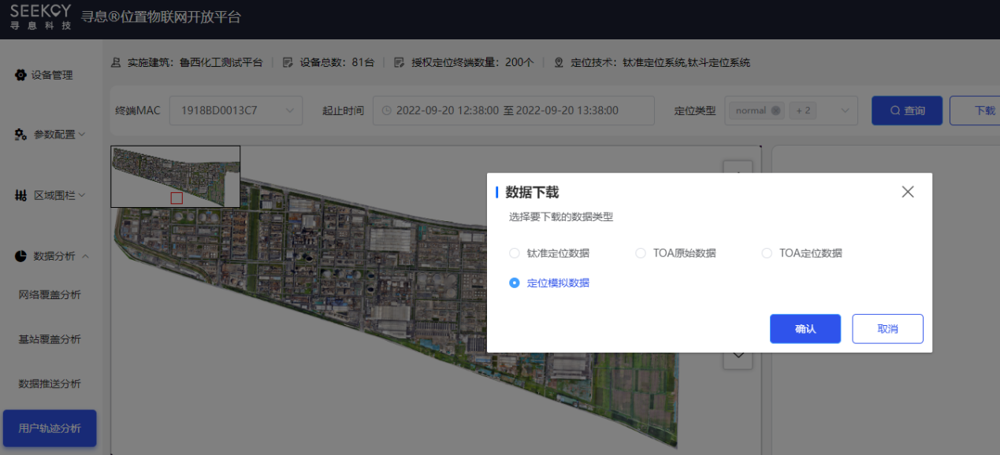 SEEKCY
寻息科技
寻息®位置物联网开放平台
设备管理
参数配置
区域围栏
数据分析
网络覆盖分析
基站覆盖分析
数据推送分析
用户轨迹分析
实施建筑：鲁西化工测试平台
设备总数：81台
授权定位终端数量：200个
定位技术：钛准定位系统,钛斗定位系统
终端MAC
1918BD0013C7
起止时间
2022-09-20 12:38:00 至2022-09-20 13:38:00
定位类型
normal
+ 2
查询
下载
数据下载
选择要下载的数据类型
钛准定位数据
TOA原始数据
TOA定位数据
定位模拟数据
确认
取消